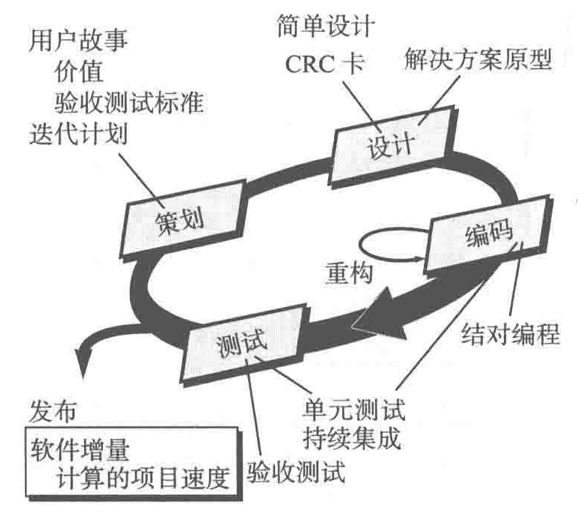 用户故事
价值
验收测试标准
迭代计划
简单设计
CRC 卡
解决方案原型
设计
策划
编码
重构
结对编程
测试
单元测试
持续集成
验收测试
发布
软件增量
计算的项目速度